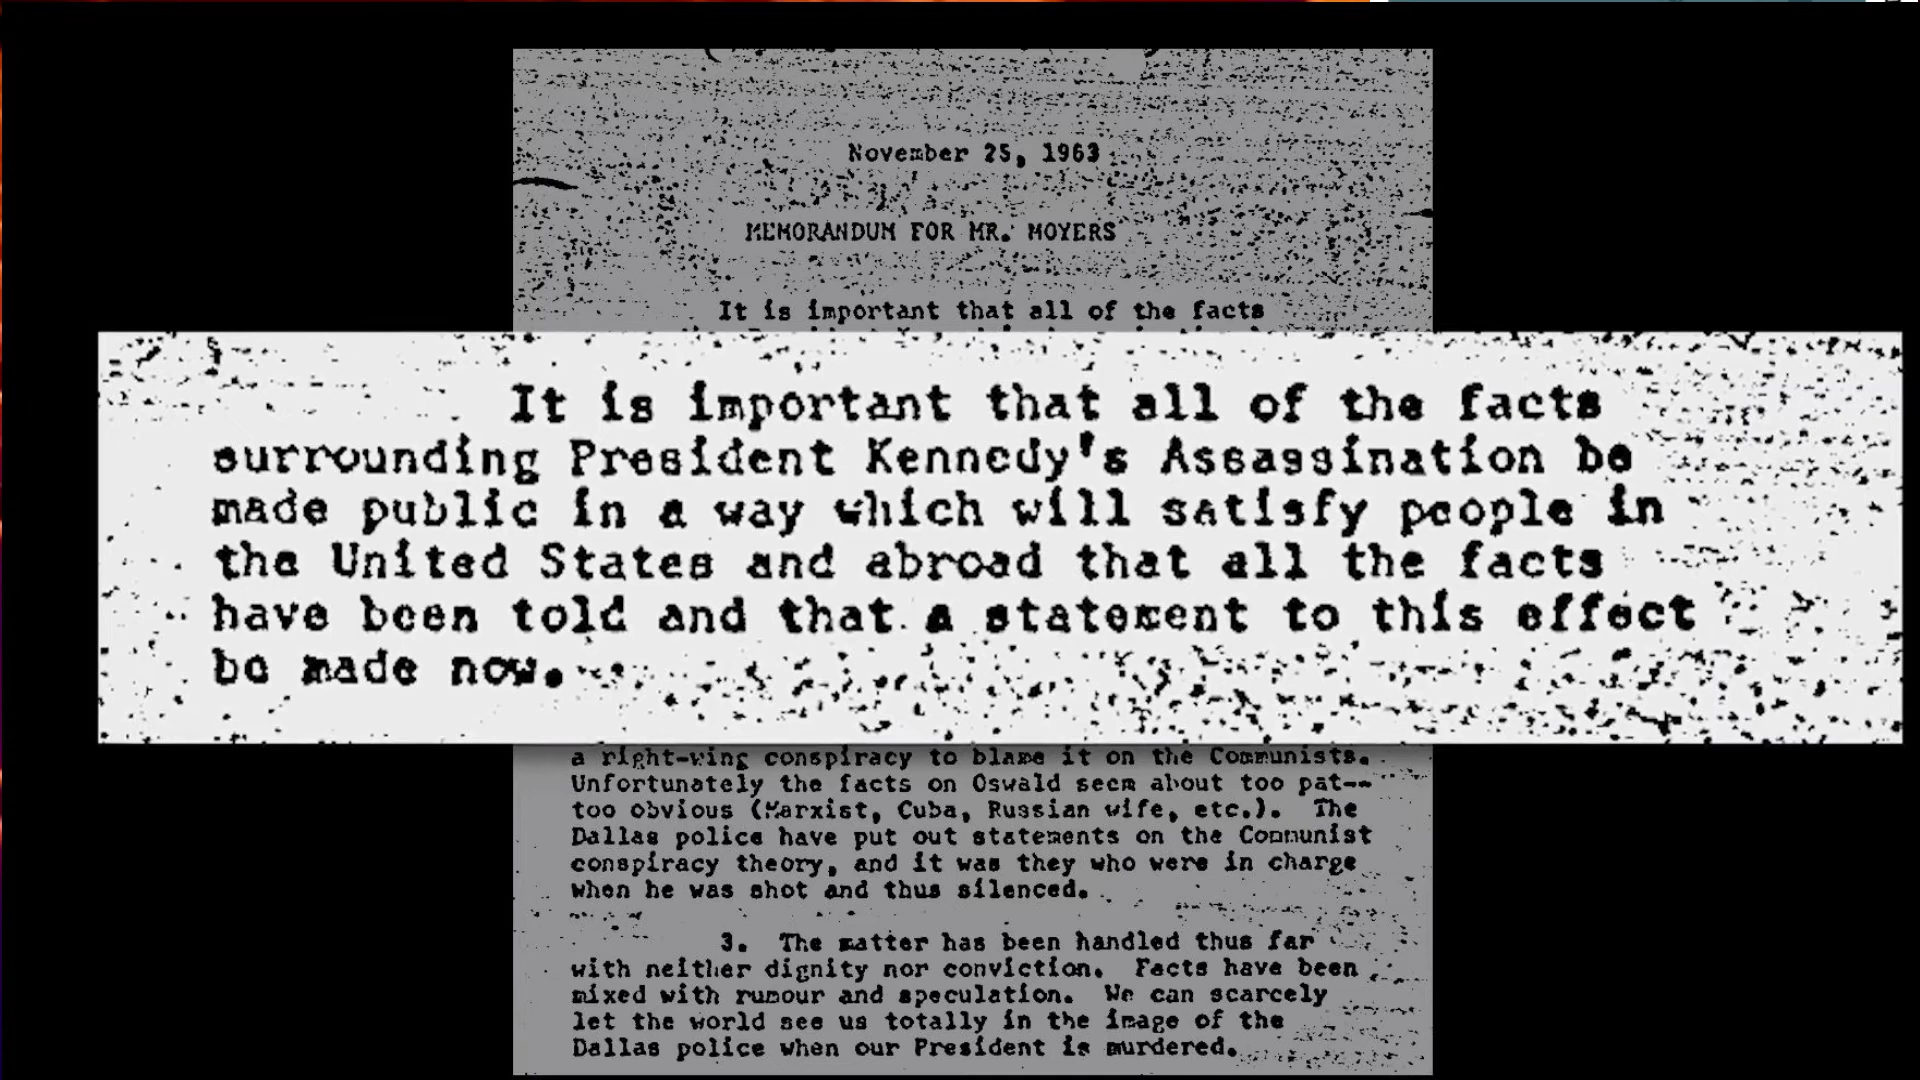 November 25, 1963
MEMORANDUM FOR MR. MOYERS
It is important that all of the facts
It is important that all of the facts
surrounding President Kennedy's Assassination be
made public in a way which will satisfy people in
the United States and abroad that all the facts
have been told and that a statement to this effect
be made now.
a right-wing conspiracy to blame it on the Communists.
Unfortunately the facts on Oswald seem about too pat--
too obvious (Marxist, Cuba, Russian wife, etc.). The
Dallas police have put out statements on the Communist
conspiracy theory, and it was they who were in charge
when he was shot and thus silenced.
3. The matter has been handled thus far
with neither dignity nor conviction. Facts have been
mixed with rumour and speculation. We can scarcely
let the world see us totally in the image of the
Dallas police when our President is murdered.